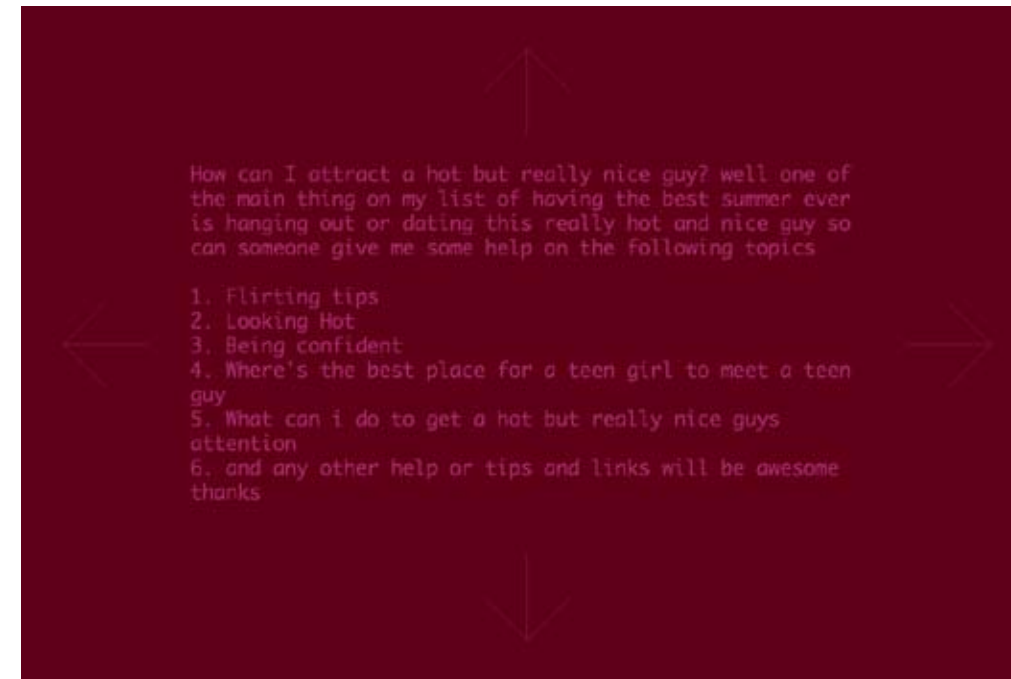 How can I attract a hot but really nice guy? well one of
the main thing on my list of having the best summer ever
is hanging out or dating this really hot and nice guy so
can someone give me some help on the following topics
1. Flirting tips
2. Looking Hot
3. Being confident
4. Where's the best place for a teen girl to meet a teen
guy
5. What can i do to get a hot but really nice guys
attention
6. and any other help or tips and links will be awesome
thanks